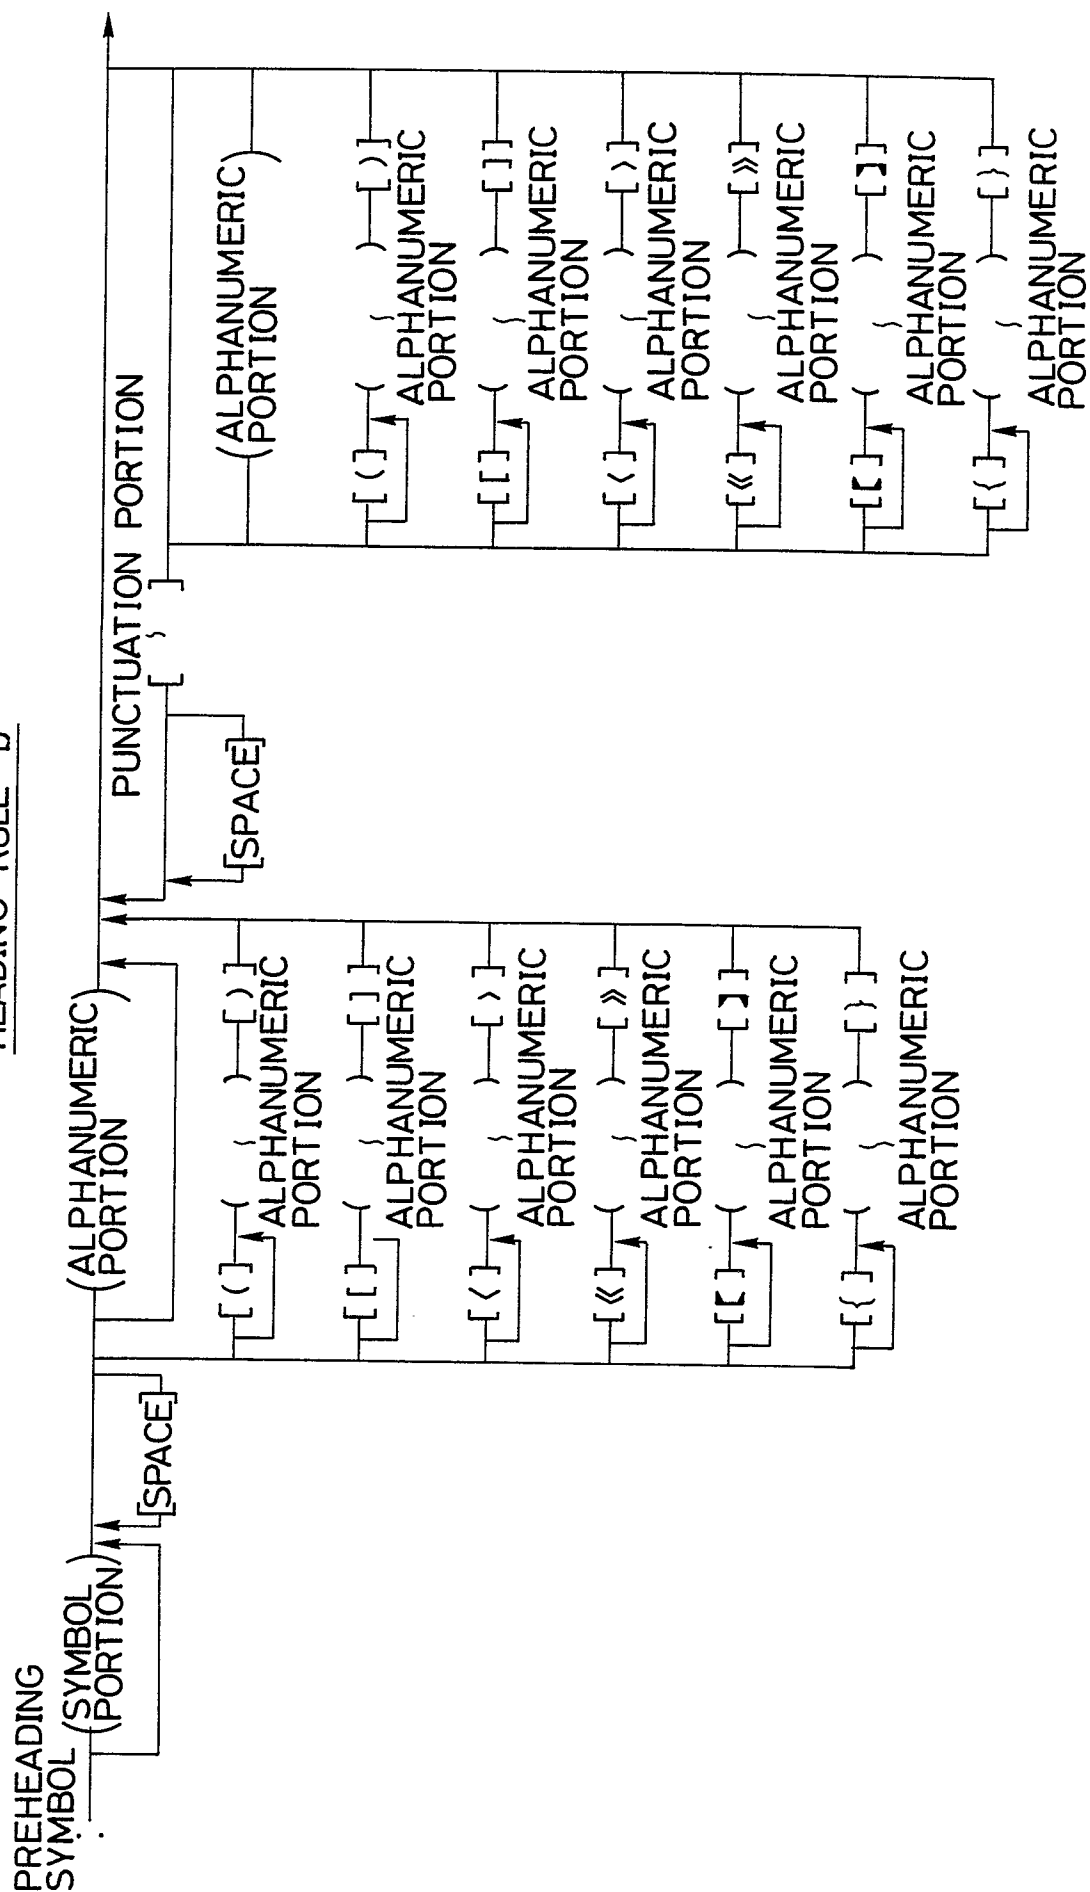 HEADING RULE
PREHEADING
SYMBOL
(SYMBOL
PORTION)
[SPACE]
(ALPHANUMERIC
PORTION)
[(] ( ~ ) [)]
ALPHANUMERIC
PORTION
[[] ( ~ ) []]
ALPHANUMERIC
PORTION
[<] ( ~ ) [>]
ALPHANUMERIC
PORTION
[《] ( ~ ) [》]
ALPHANUMERIC
PORTION
[【] ( ~ ) [】]
ALPHANUMERIC
PORTION
[{] ( ~ ) [}]
ALPHANUMERIC
PORTION
PUNCTUATION PORTION
[ ~ ]
[SPACE]
(ALPHANUMERIC
PORTION)
[(] ( ~ ) [)]
ALPHANUMERIC
PORTION
[[] ( ~ ) []]
ALPHANUMERIC
PORTION
[<] ( ~ ) [>]
ALPHANUMERIC
PORTION
[《] ( ~ ) [》]
ALPHANUMERIC
PORTION
[【] ( ~ ) [】]
ALPHANUMERIC
PORTION
[{] ( ~ ) [}]
ALPHANUMERIC
PORTION